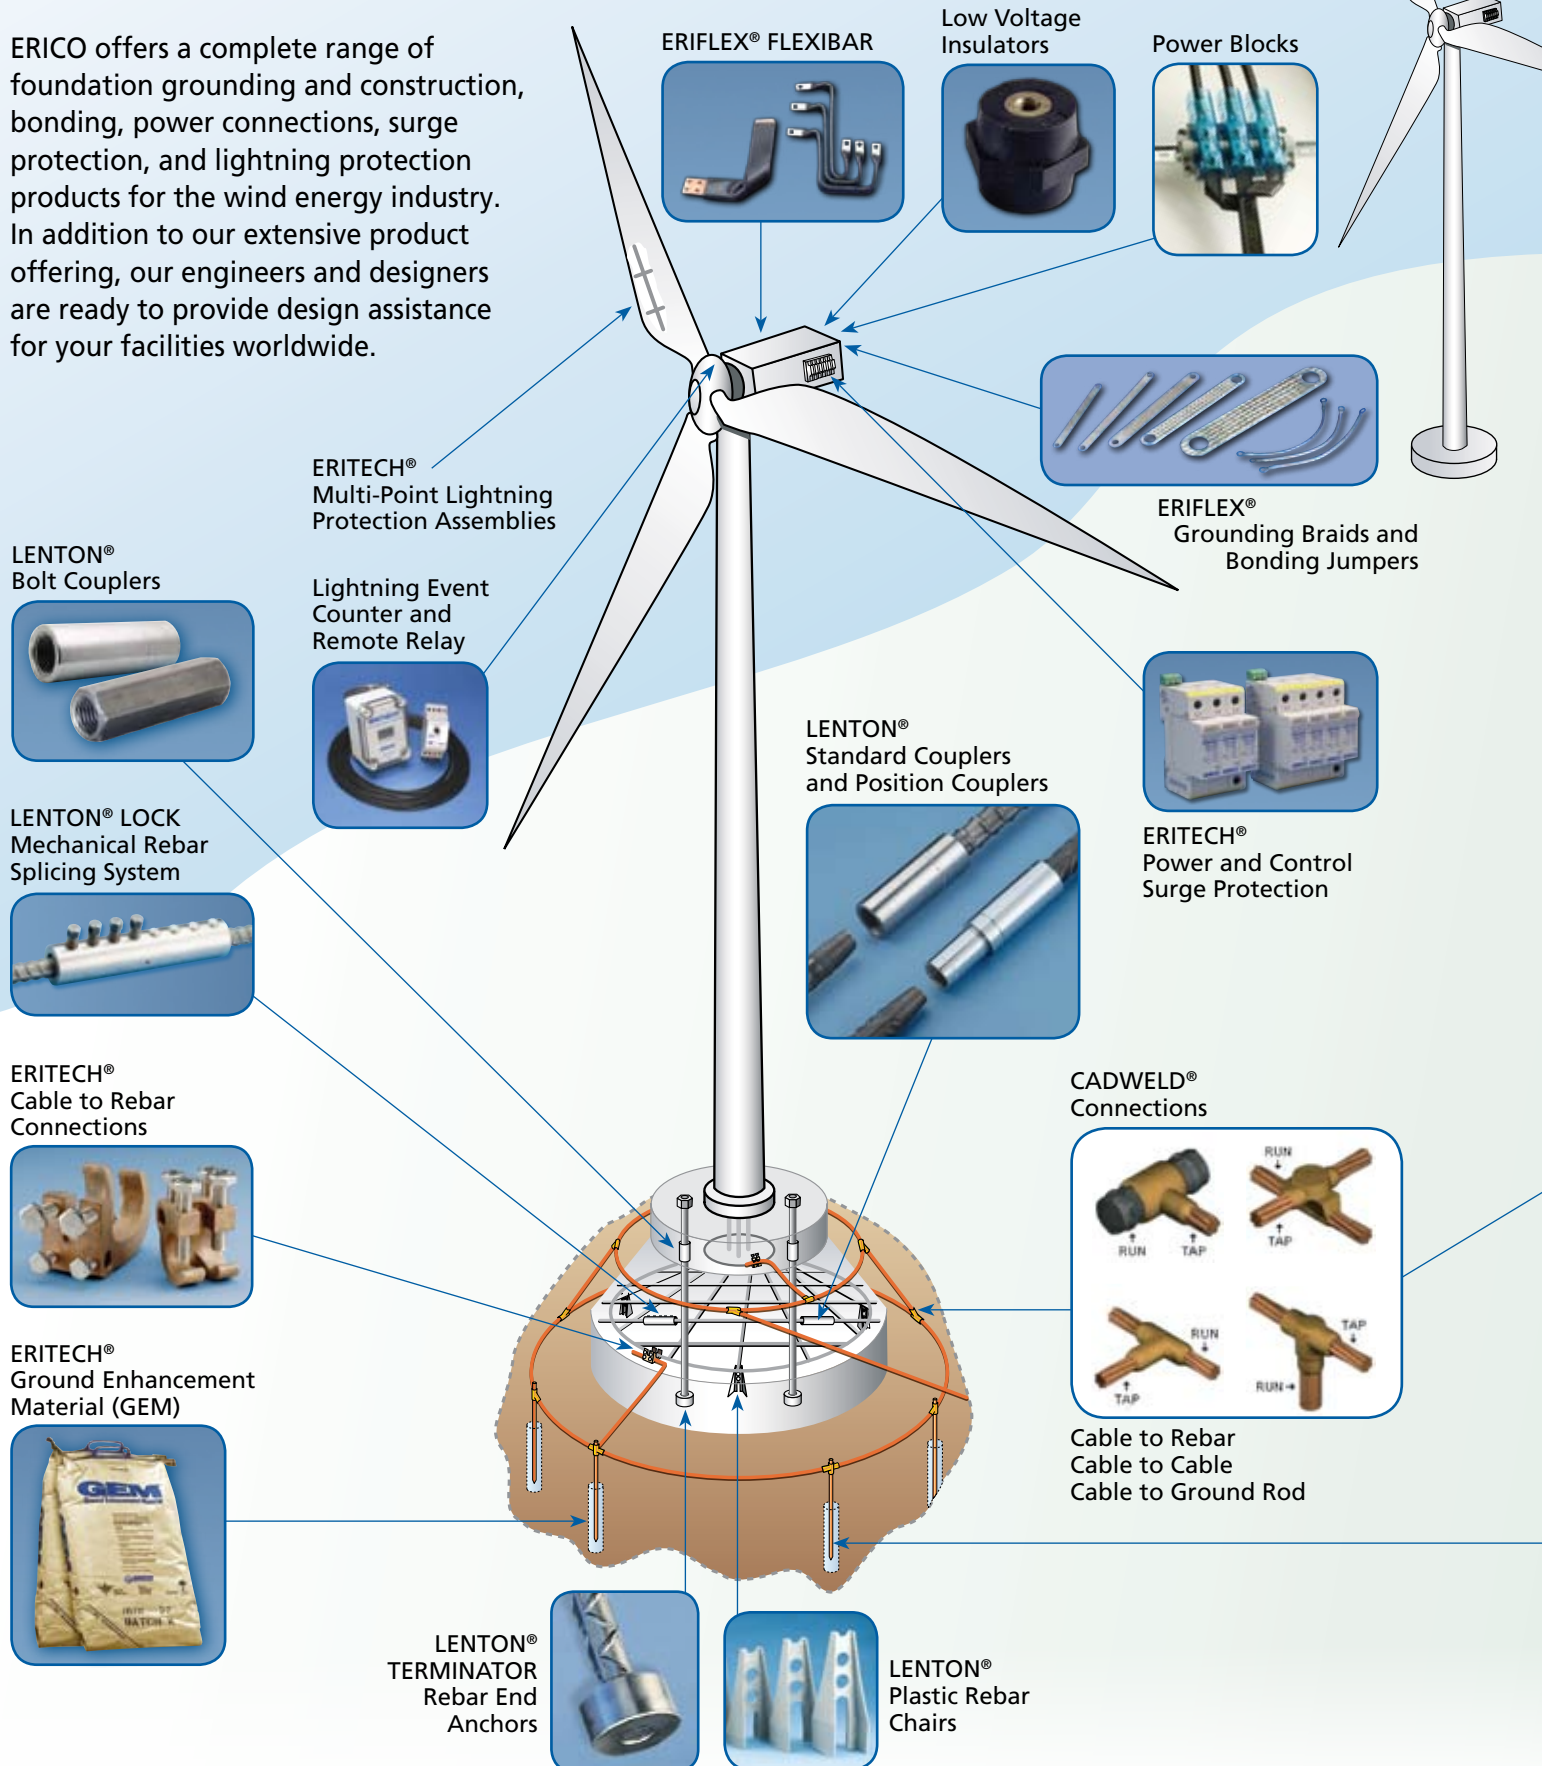 ERICO offers a complete range of
foundation grounding and construction,
bonding, power connections, surge
protection, and lightning protection
products for the wind energy industry.
In addition to our extensive product
offering, our engineers and designers
are ready to provide design assistance
for your facilities worldwide.
ERIFLEX® FLEXIBAR
Low Voltage
Insulators
Power Blocks
ERITECH®
Multi-Point Lightning
Protection Assemblies
ERIFLEX®
Grounding Braids and
Bonding Jumpers
LENTON®
Bolt Couplers
Lightning Event
Counter and
Remote Relay
LENTON®
Standard Couplers
and Position Couplers
ERITECH®
Power and Control
Surge Protection
LENTON® LOCK
Mechanical Rebar
Splicing System
ERITECH®
Cable to Rebar
Connections
CADWELD®
Connections
RUN
TAP
RUN
TAP
RUN
TAP
TAP
RUN
Cable to Rebar
Cable to Cable
Cable to Ground Rod
ERITECH®
Ground Enhancement
Material (GEM)
GEM
LENTON®
TERMINATOR
Rebar End
Anchors
LENTON®
Plastic Rebar
Chairs